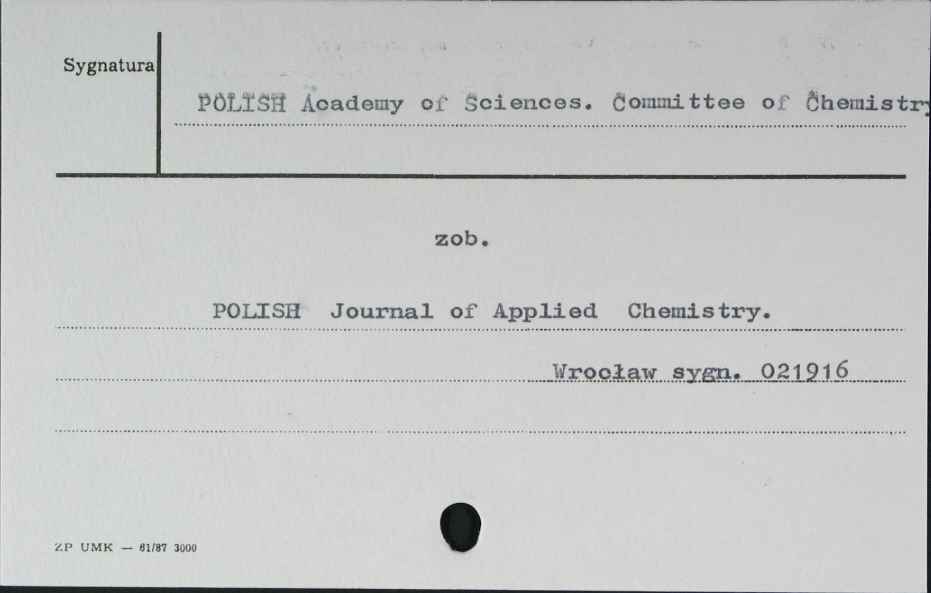 Sygnatura
POLISH Academy of Sciences. Committee of Chemistry
zob.
POLISH Journal of Applied Chemistry.
Wrocław sygn. 021916
ZP UMK — 61/87 3000